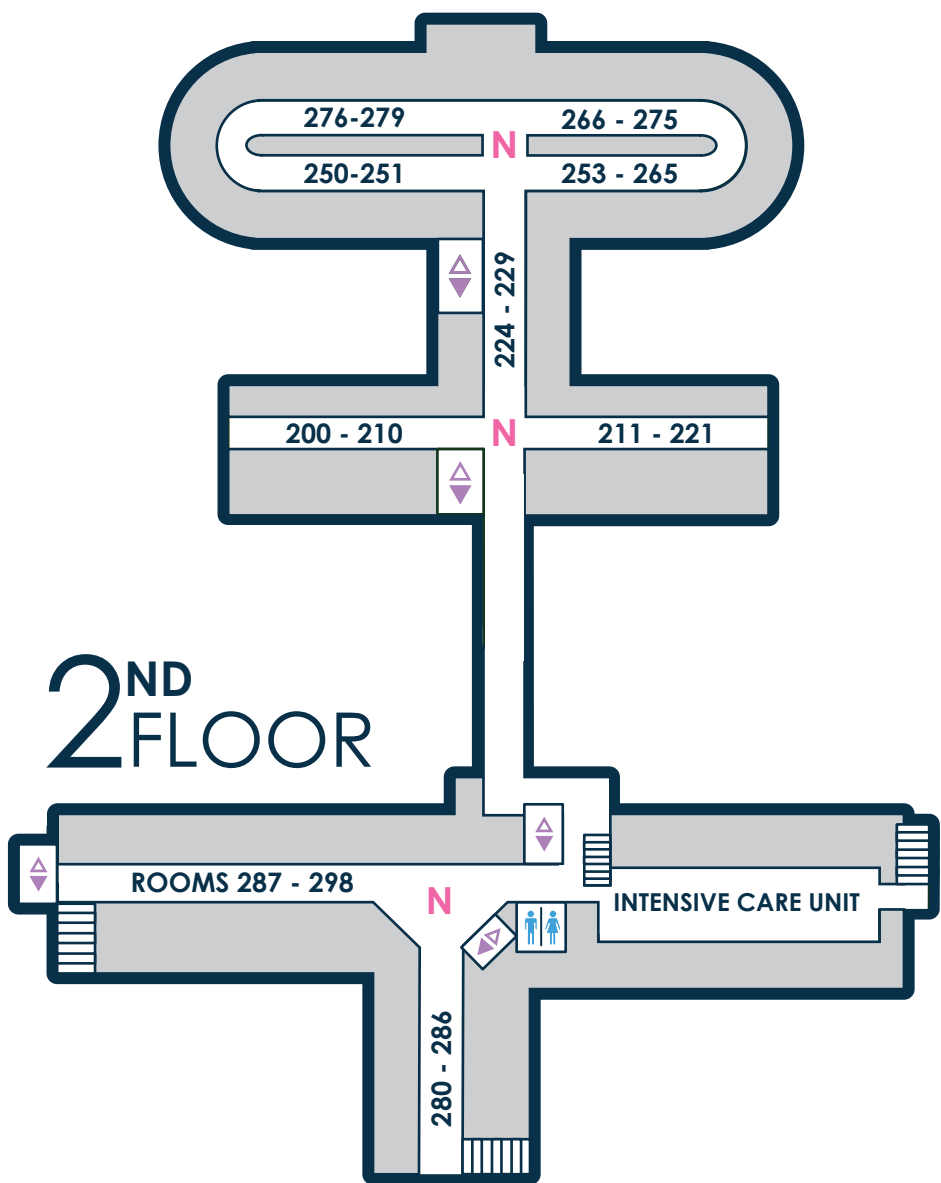 276-279
266 - 275
N
250-251
253 - 265
224 - 229
200 - 210
N
211 - 221
2ND
FLOOR
ROOMS 287 - 298
N
INTENSIVE CARE UNIT
280 - 286